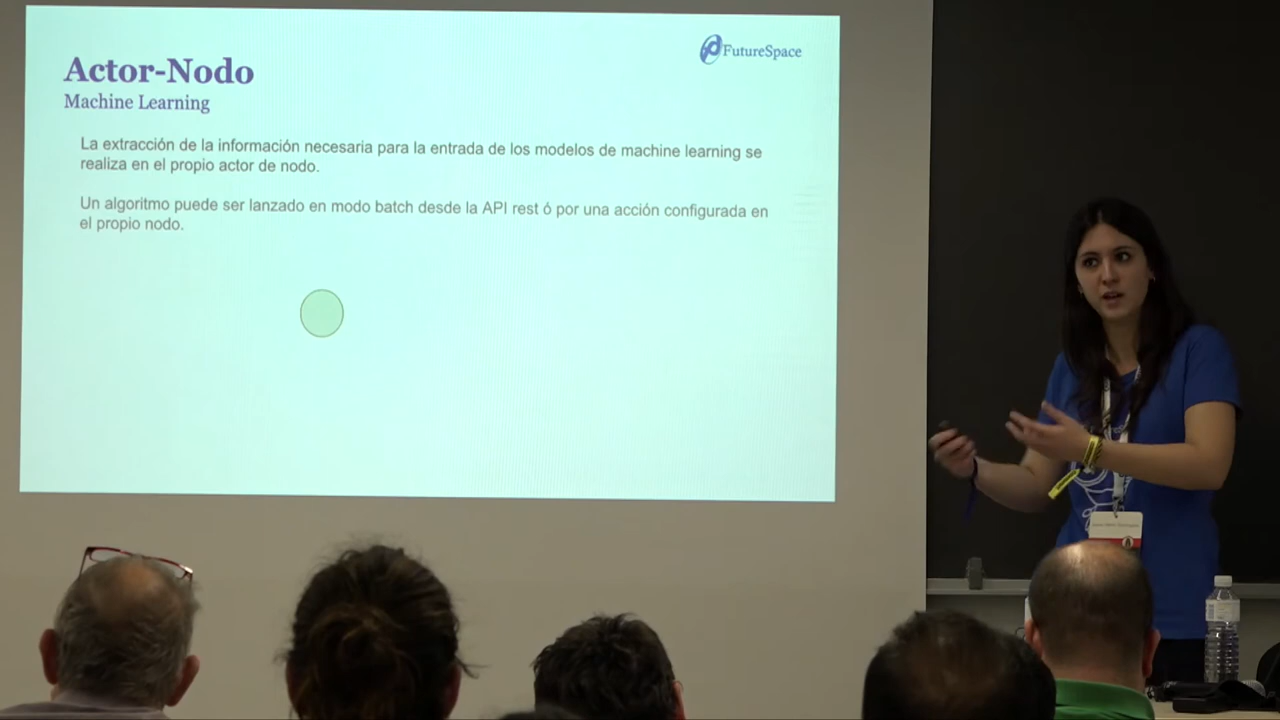 FutureSpace
Actor-Nodo
Machine Learning
La extracción de la información necesaria para la entrada de los modelos de machine learning se
realiza en el propio actor de nodo.
Un algoritmo puede ser lanzado en modo batch desde la API rest ó por una acción configurada en
el propio nodo.